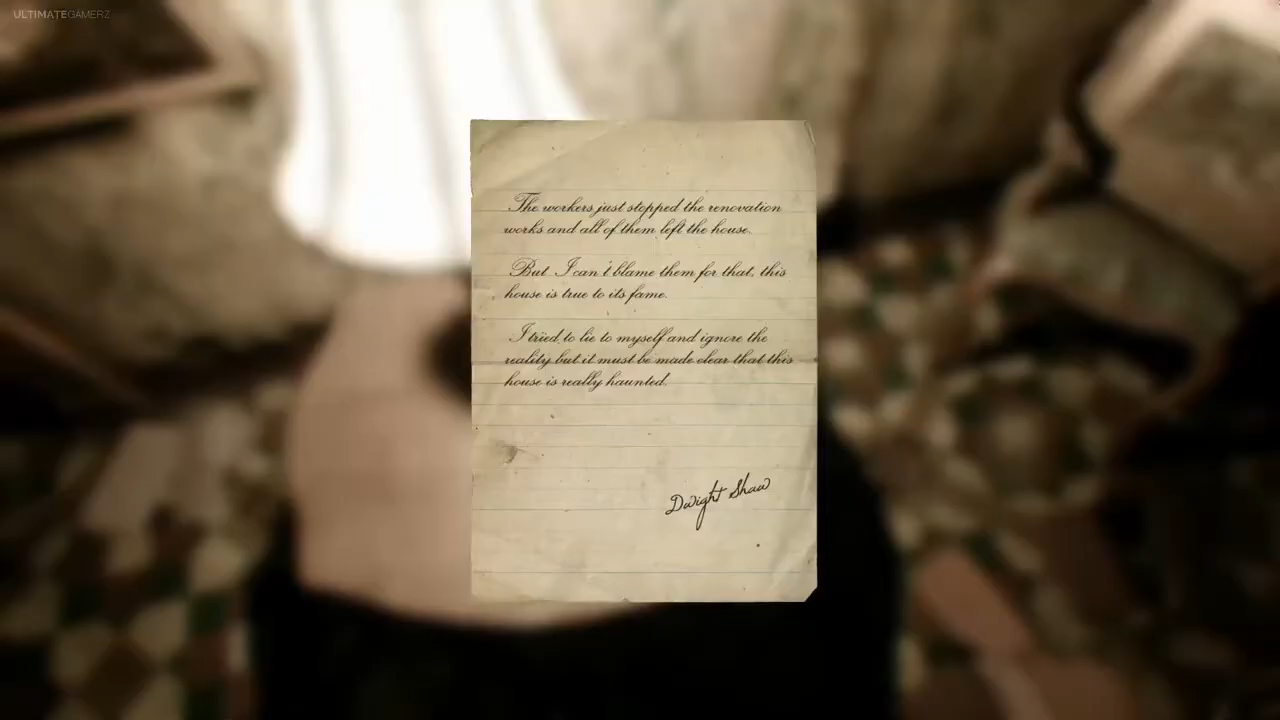 ULTIMATEGAMERZ
The workers just stopped the renovation
works and all of them left the house.
But I can't blame them for that, this
house is true to its fame.
I tried to lie to myself and ignore the
reality but it must be made clear that this
house is really haunted.
Dwight Shaw